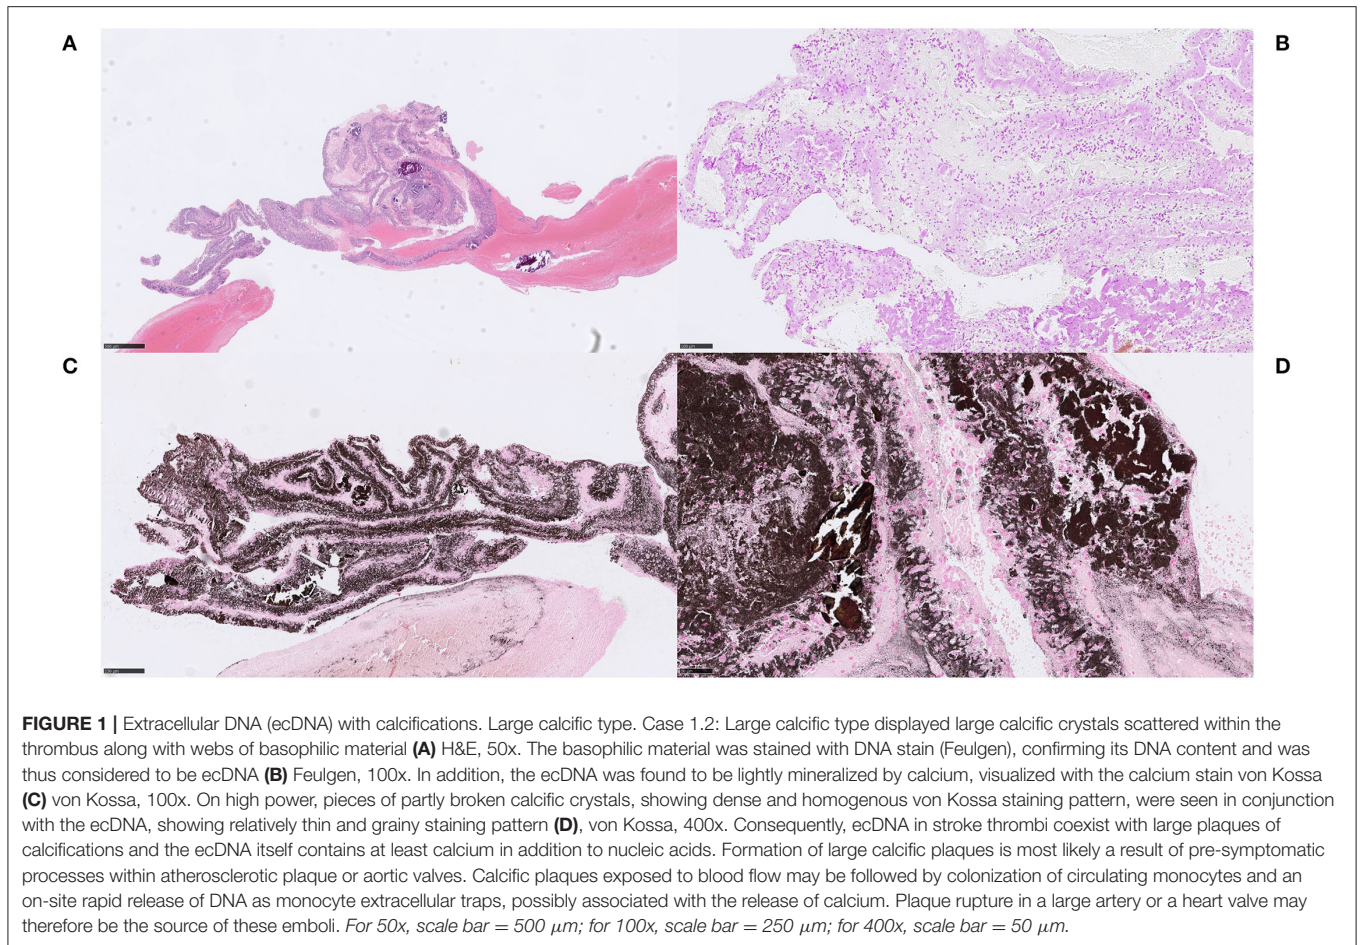 A
B
C
D
FIGURE 1 | Extracellular DNA (ecDNA) with calcifications. Large calcific type. Case 1.2: Large calcific type displayed large calcific crystals scattered within the
thrombus along with webs of basophilic material (A) H&E, 50x. The basophilic material was stained with DNA stain (Feulgen), confirming its DNA content and was
thus considered to be ecDNA (B) Feulgen, 100x. In addition, the ecDNA was found to be lightly mineralized by calcium, visualized with the calcium stain von Kossa
(C) von Kossa, 100x. On high power, pieces of partly broken calcific crystals, showing dense and homogenous von Kossa staining pattern, were seen in conjunction
with the ecDNA, showing relatively thin and grainy staining pattern (D), von Kossa, 400x. Consequently, ecDNA in stroke thrombi coexist with large plaques of
calcifications and the ecDNA itself contains at least calcium in addition to nucleic acids. Formation of large calcific plaques is most likely a result of pre-symptomatic
processes within atherosclerotic plaque or aortic valves. Calcific plaques exposed to blood flow may be followed by colonization of circulating monocytes and an
on-site rapid release of DNA as monocyte extracellular traps, possibly associated with the release of calcium. Plaque rupture in a large artery or a heart valve may
therefore be the source of these emboli. For 50x, scale bar = 500 μm; for 100x, scale bar = 250 μm; for 400x, scale bar = 50 μm.